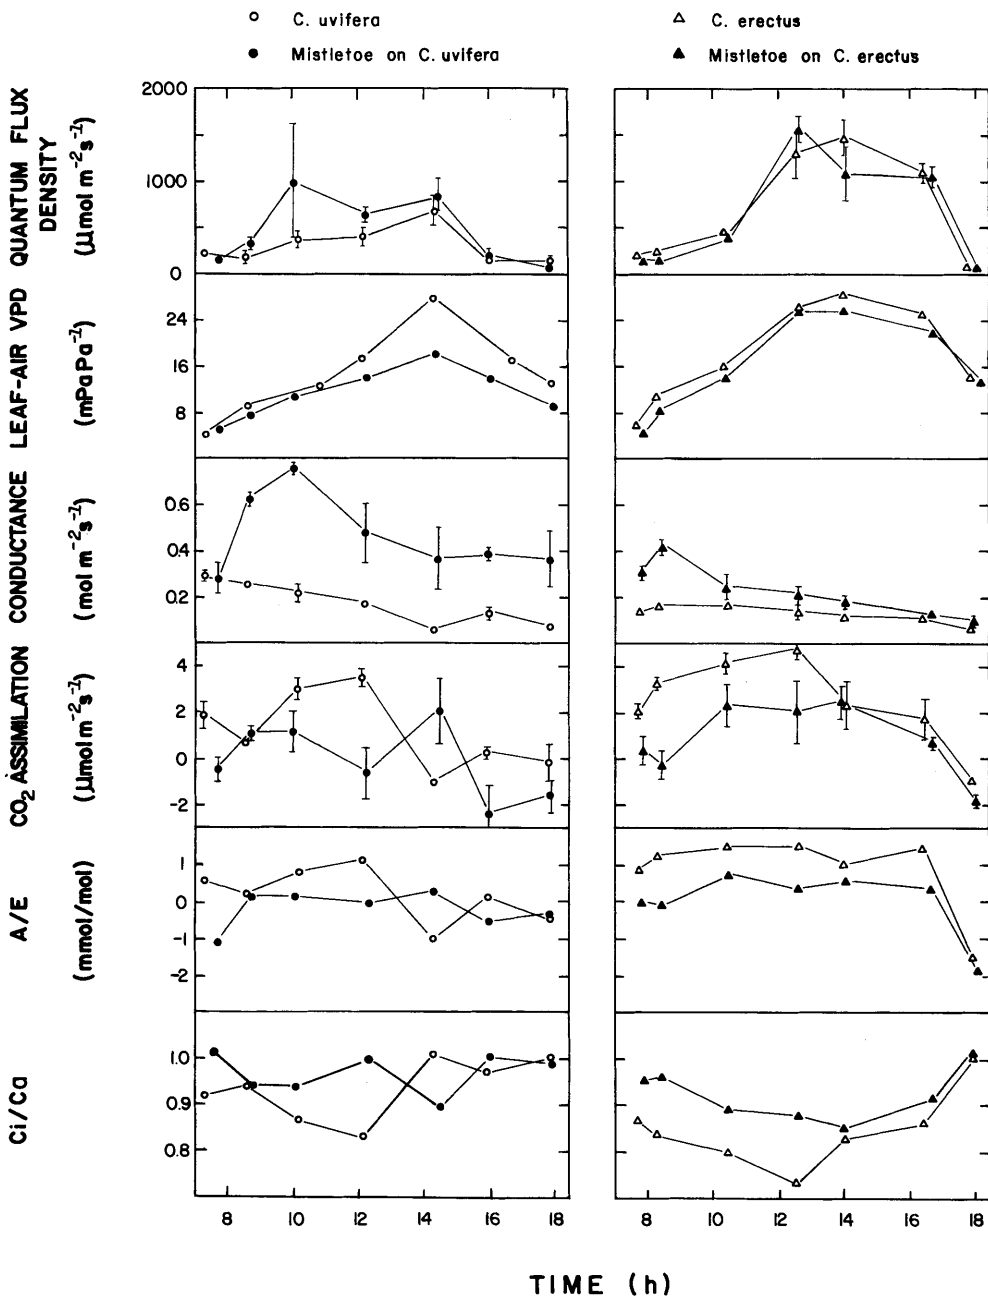 C. uvifera
C. erectus
Mistletoe on C. uvifera
Mistletoe on C. erectus
QUANTUM FLUX
DENSITY
(μmol m⁻²s⁻¹)
2000
1000
0
LEAF-AIR VPD
(mPaPa⁻¹)
24
16
8
CONDUCTANCE
(mol m⁻²s⁻¹)
0.6
0.4
0.2
CO₂ ASSIMILATION
(μmolm⁻²s⁻¹)
4
2
0
-2
A/E
(mmol/mol)
1
0
-1
-2
Ci/Ca
1.0
0.9
0.8
8 10 12 14 16 18
8 10 12 14 16 18
TIME (h)